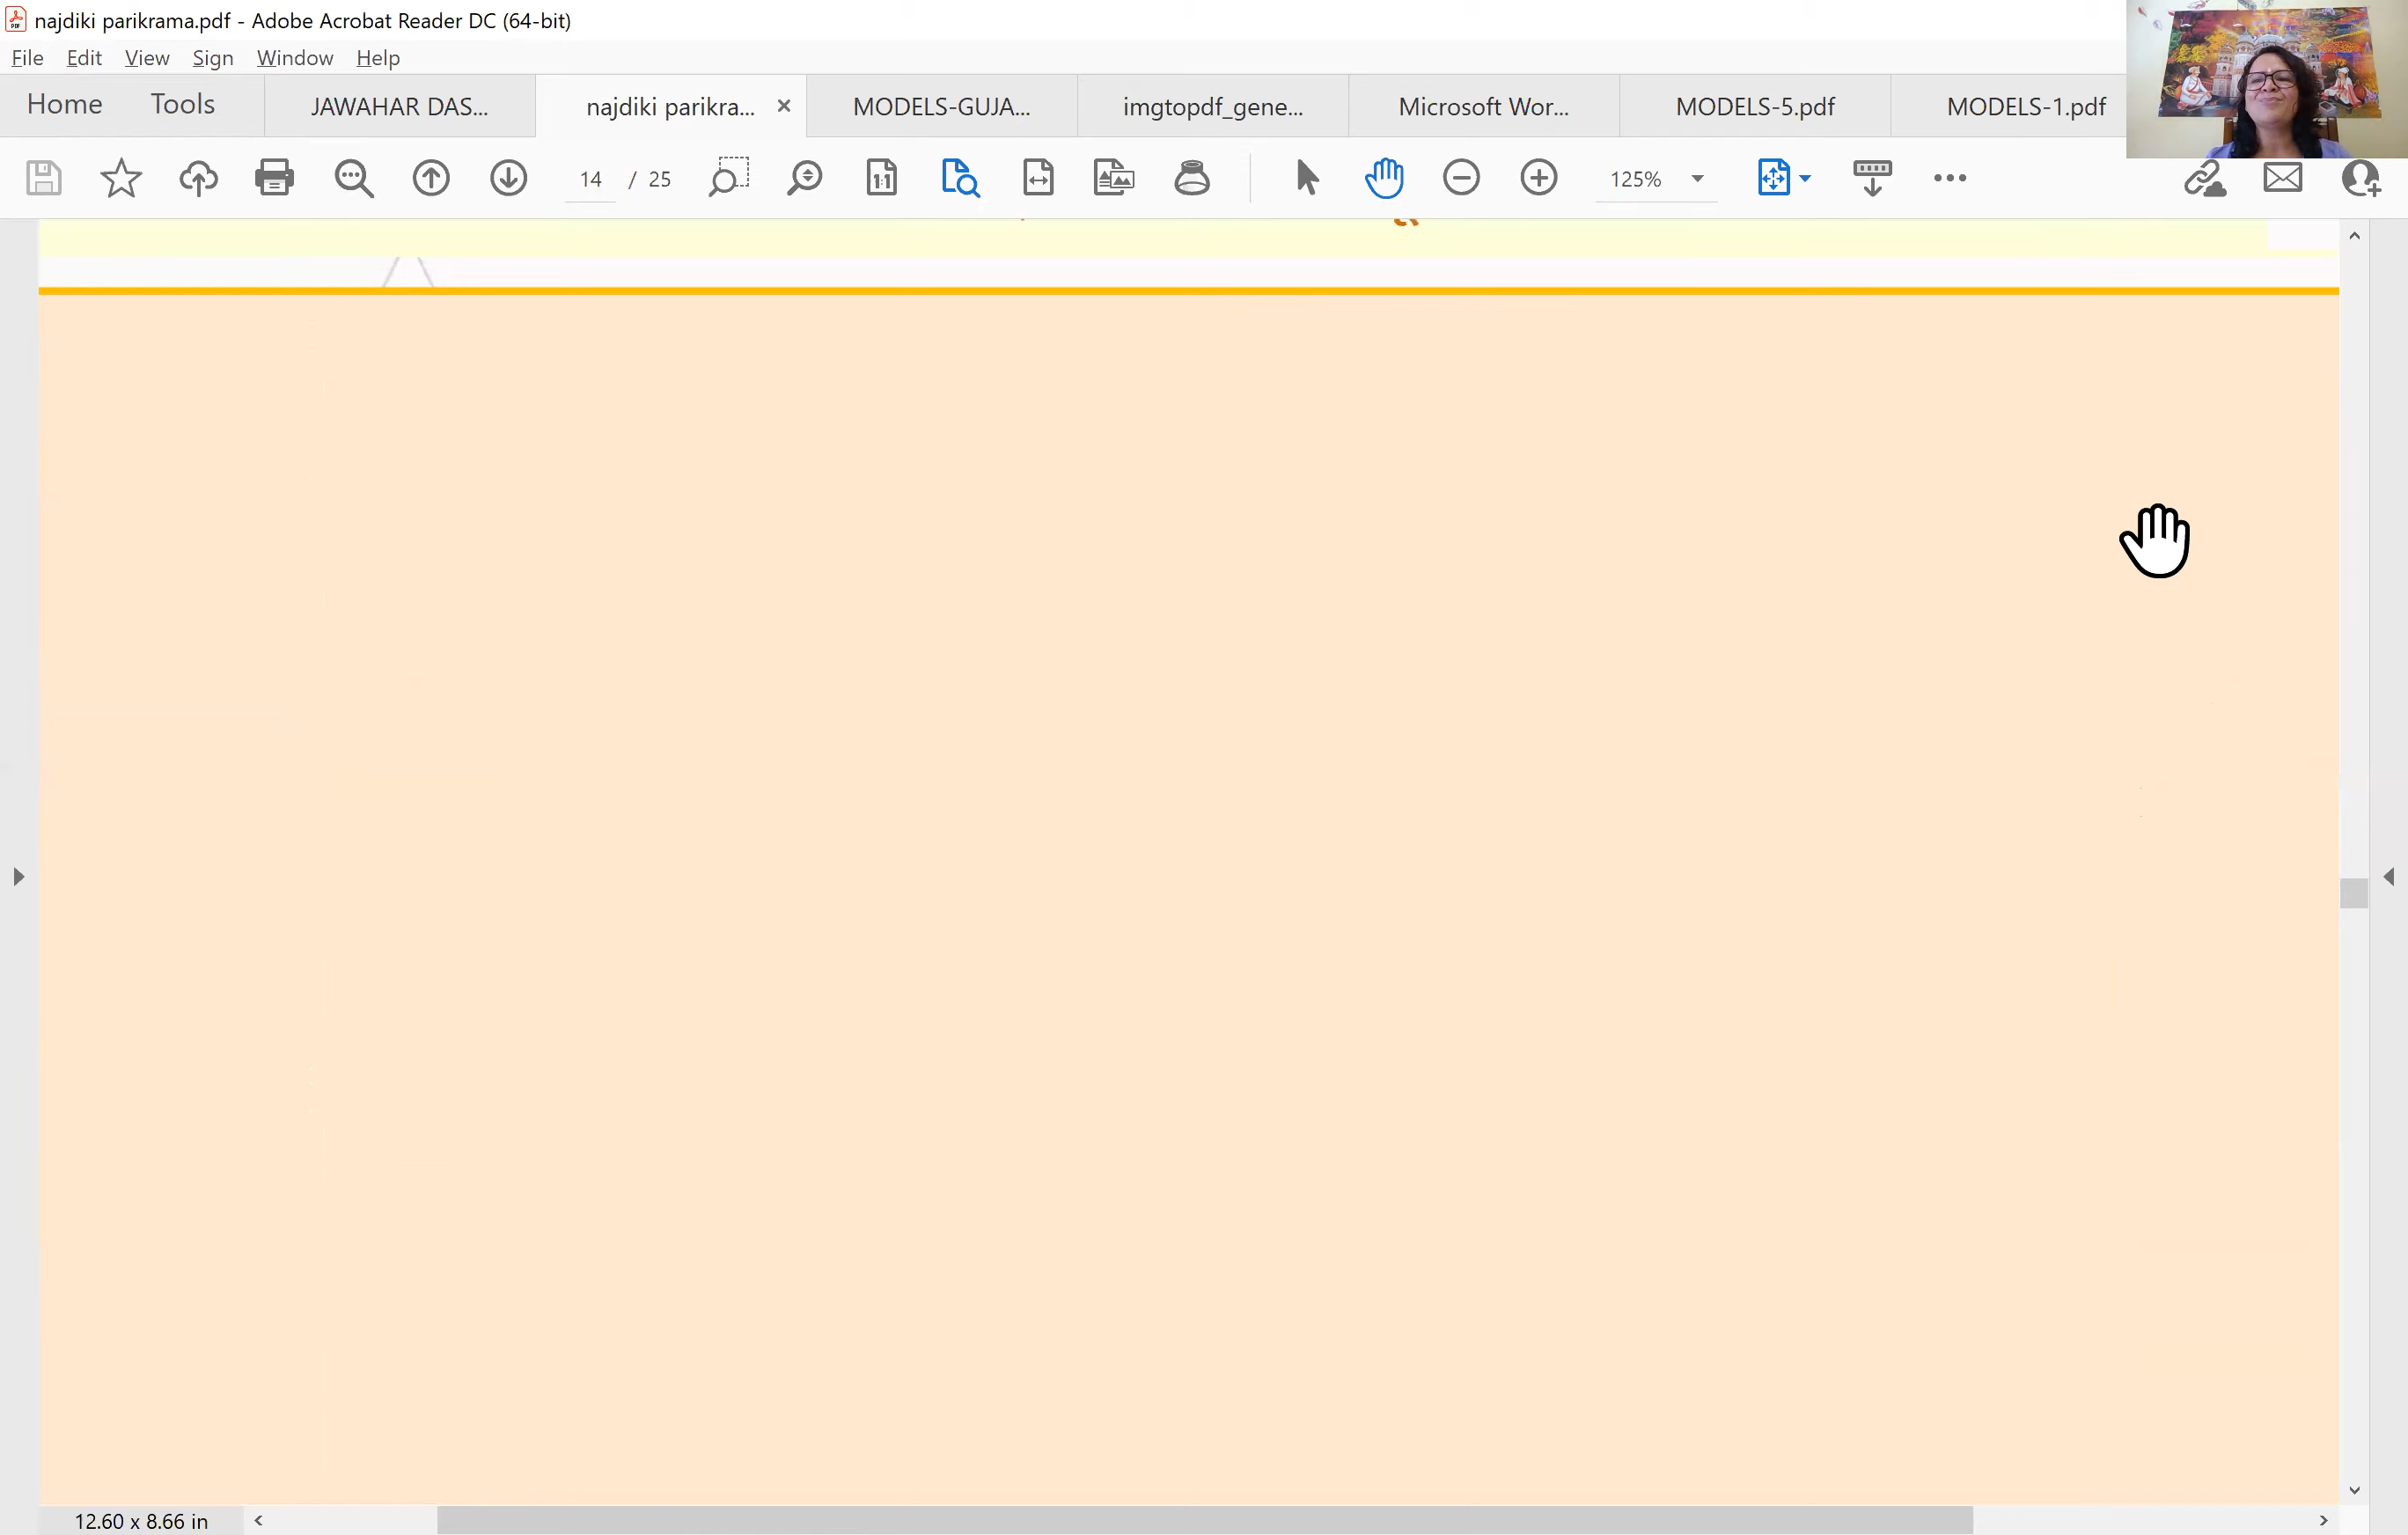 najdiki parikrama.pdf - Adobe Acrobat Reader DC (64-bit)
File Edit View Sign Window Help
Home Tools JAWAHAR DAS... najdiki parikra... × MODELS-GUJA... imgtopdf_gene... Microsoft Wor... MODELS-5.pdf MODELS-1.pdf
14 / 25 125%
12.60 x 8.66 in